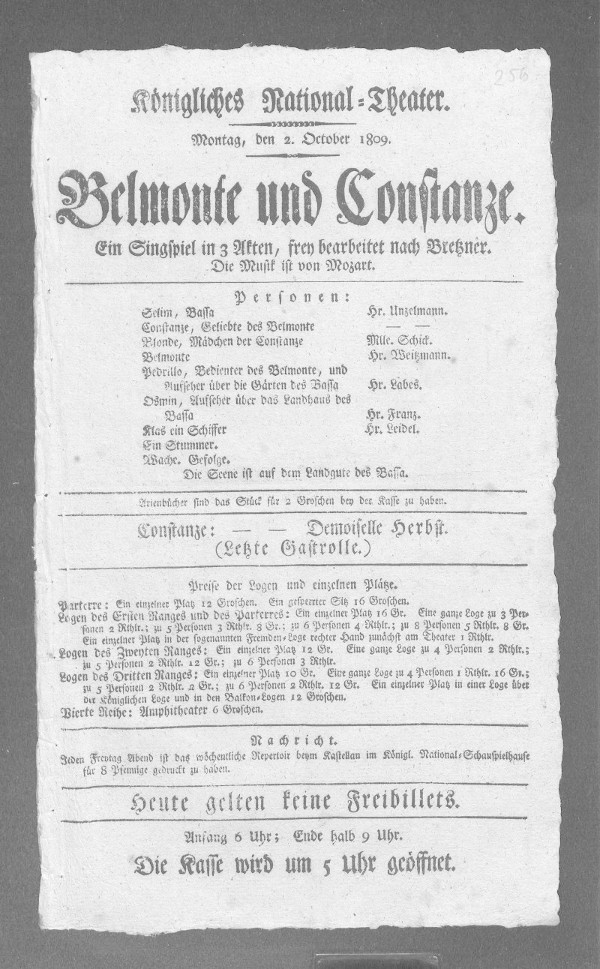 256
Königliches National-Theater.
Montag, den 2. October 1809.
Belmonte und Constanze.
Ein Singspiel in 3 Akten, frey bearbeitet nach Bretzner.
Die Musik ist von Mozart.
Personen:
Selim, Bassa Hr. Unzelmann.
Constanze, Geliebte des Belmonte — —
Blonde, Mädchen der Constanze Mlle. Schick.
Belmonte Hr. Weitzmann.
Pedrillo, Bedienter des Belmonte, und
Aufseher über die Gärten des Bassa Hr. Labes.
Osmin, Aufseher über das Landhaus des
Bassa Hr. Franz.
Klas ein Schiffer Hr. Leidel.
Ein Stummer.
Wache. Gefolge.
Die Scene ist auf dem Landgute des Bassa.
Arienbücher sind das Stück für 2 Groschen bey der Kasse zu haben.
Constanze: — — Demoiselle Herbst.
(Letzte Gastrolle.)
Preise der Logen und einzelnen Plätze.
Parterre: Ein einzelner Platz 12 Groschen. Ein gesperrter Sitz 16 Groschen.
Logen des Ersten Ranges und des Parterres: Ein einzelner Platz 16 Gr. Eine ganze Loge zu 3 Per-
sonen 2 Rthlr.; zu 5 Personen 3 Rthlr. 8 Gr.; zu 6 Personen 4 Rthlr.; zu 8 Personen 5 Rthlr. 8 Gr.
Ein einzelner Platz in der sogenannten Fremden-Loge rechter Hand zunächst am Theater 1 Rthlr.
Logen des Zweyten Ranges: Ein einzelner Platz 12 Gr. Eine ganze Loge zu 4 Personen 2 Rthlr.;
zu 5 Personen 2 Rthlr. 12 Gr.; zu 6 Personen 3 Rthlr.
Logen des Dritten Ranges: Ein einzelner Platz 10 Gr. Eine ganze Loge zu 4 Personen 1 Rthlr. 16 Gr.;
zu 5 Personen 2 Rthlr. 2 Gr.; zu 6 Personen 2 Rthlr. 12 Gr. Ein einzelner Platz in einer Loge über
der Königlichen Loge und in den Balkon-Logen 12 Groschen.
Vierte Reihe: Amphitheater 6 Groschen.
Nachricht.
Jeden Freytag Abend ist das wöchentliche Repertoir beym Kastellan im Königl. National-Schauspielhause
für 8 Pfennige gedruckt zu haben.
Heute gelten keine Freibillets.
Anfang 6 Uhr; Ende halb 9 Uhr.
Die Kasse wird um 5 Uhr geöffnet.